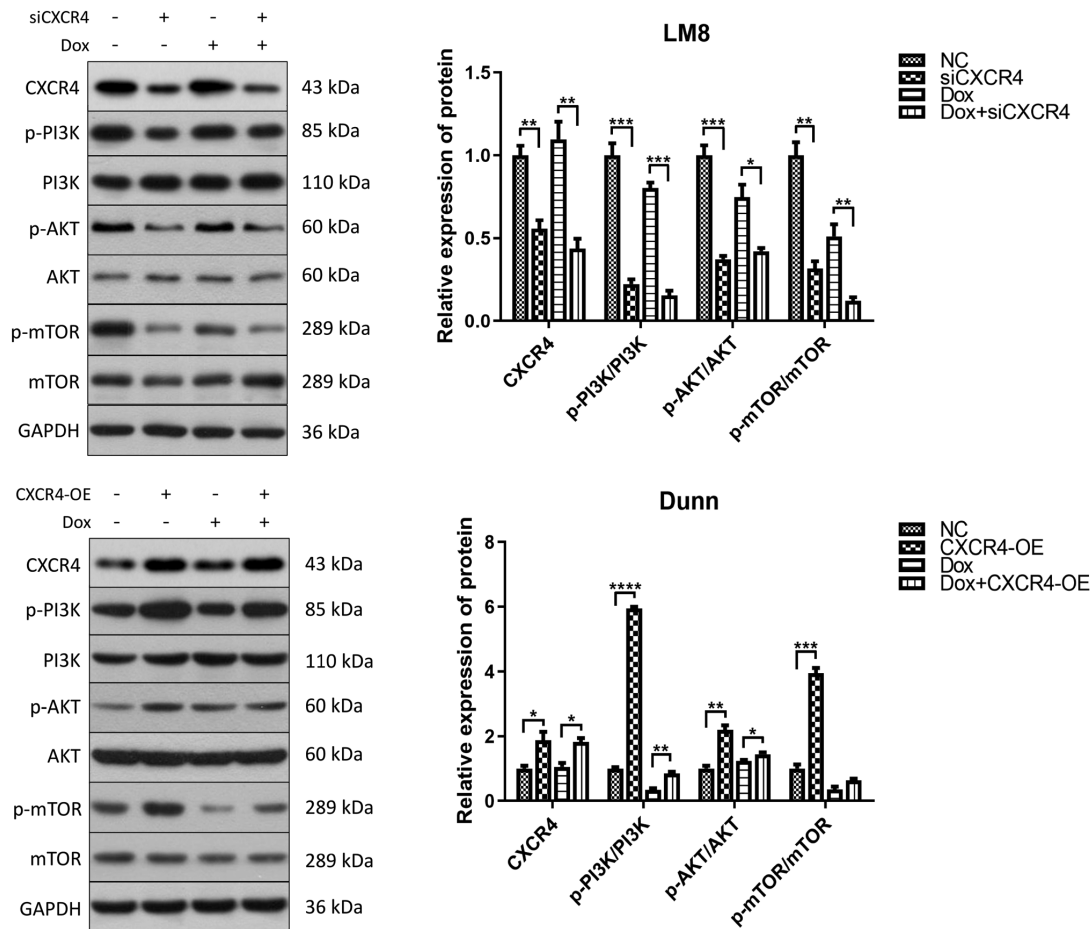 siCXCR4 - + - +
Dox - - + +
CXCR4 43 kDa
p-PI3K 85 kDa
PI3K 110 kDa
p-AKT 60 kDa
AKT 60 kDa
p-mTOR 289 kDa
mTOR 289 kDa
GAPDH 36 kDa
LM8
NC
siCXCR4
Dox
Dox+siCXCR4
Relative expression of protein
1.5
1.0
0.5
0.0
** ** *** *** *** * ** **
CXCR4
p-PI3K/PI3K
p-AKT/AKT
p-mTOR/mTOR
CXCR4-OE - + - +
Dox - - + +
CXCR4 43 kDa
p-PI3K 85 kDa
PI3K 110 kDa
p-AKT 60 kDa
AKT 60 kDa
p-mTOR 289 kDa
mTOR 289 kDa
GAPDH 36 kDa
Dunn
NC
CXCR4-OE
Dox
Dox+CXCR4-OE
Relative expression of protein
8
6
4
2
0
* * **** ** ** * ***
CXCR4
p-PI3K/PI3K
p-AKT/AKT
p-mTOR/mTOR